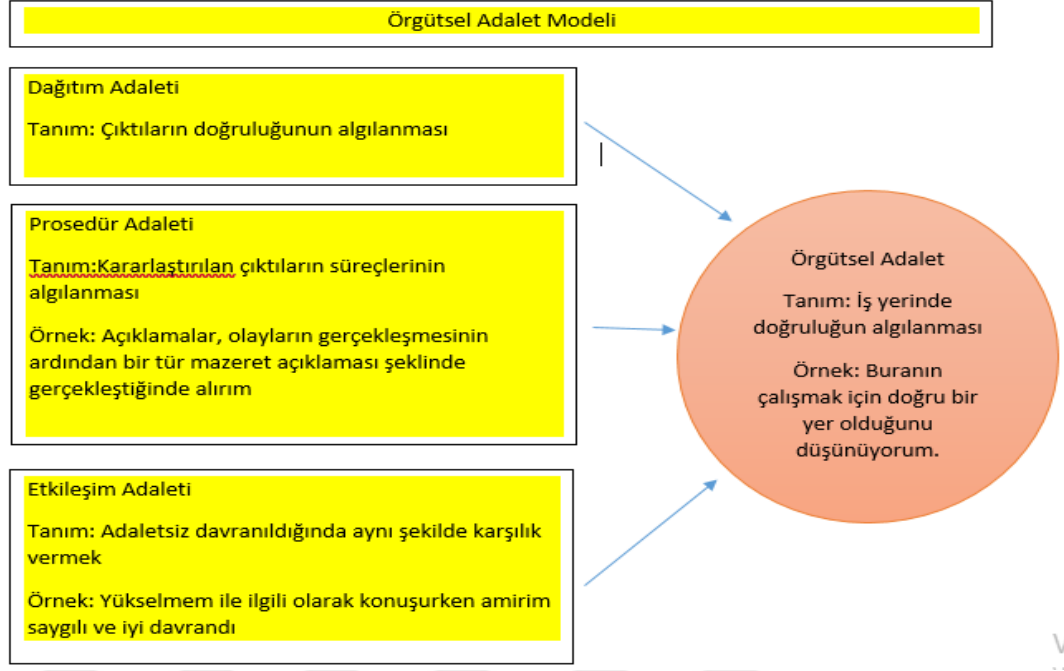 Örgütsel Adalet Modeli
Dağıtım Adaleti
Tanım: Çıktıların doğruluğunun algılanması
Prosedür Adaleti
Tanım:Kararlaştırılan çıktıların süreçlerinin
algılanması
Örnek: Açıklamalar, olayların gerçekleşmesinin
ardından bir tür mazeret açıklaması şeklinde
gerçekleştiğinde alırım
Etkileşim Adaleti
Tanım: Adaletsiz davranıldığında aynı şekilde karşılık
vermek
Örnek: Yükselmem ile ilgili olarak konuşurken amirim
saygılı ve iyi davrandı
Örgütsel Adalet
Tanım: İş yerinde
doğruluğun algılanması
Örnek: Buranın
çalışmak için doğru bir
yer olduğunu
düşünüyorum.